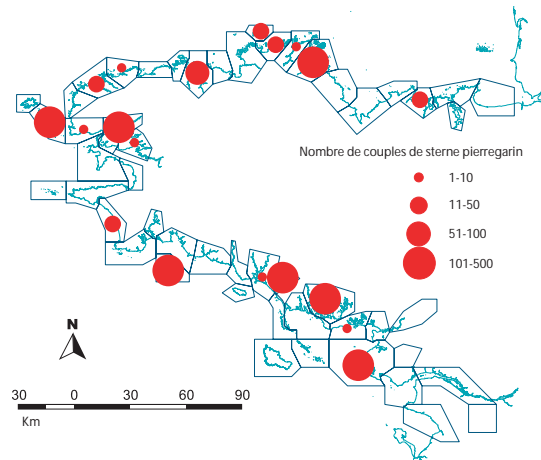 Nombre de couples de sterne pierregarin
1-10
11-50
51-100
101-500
N
30 0 30 60 90
Km